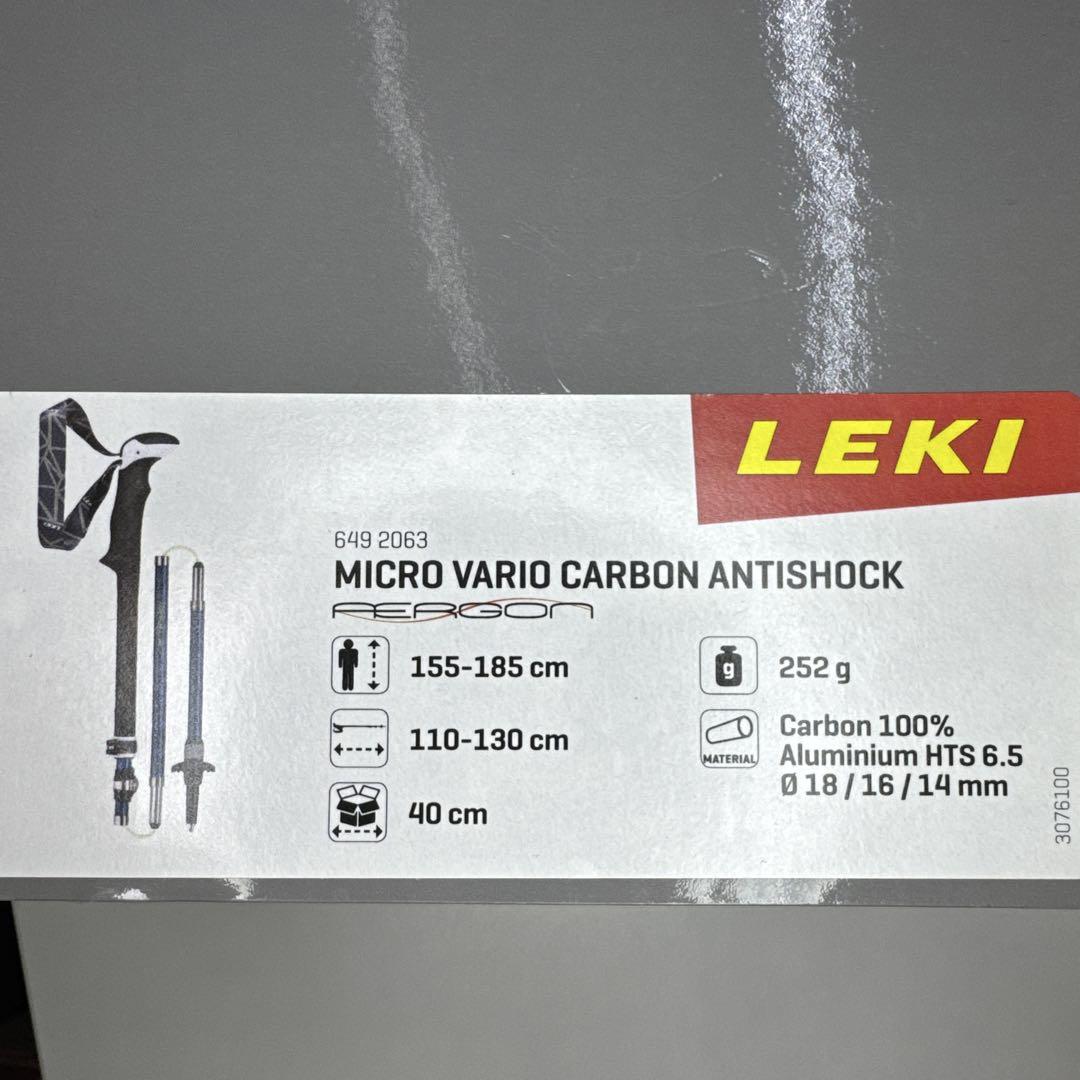 LEKI
649 2063
MICRO VARIO CARBON ANTISHOCK
AERGON
155-185 cm
110-130 cm
40 cm
g
252 g
MATERIAL
Carbon 100%
Aluminium HTS 6.5
Ø 18 / 16 / 14 mm
3076100